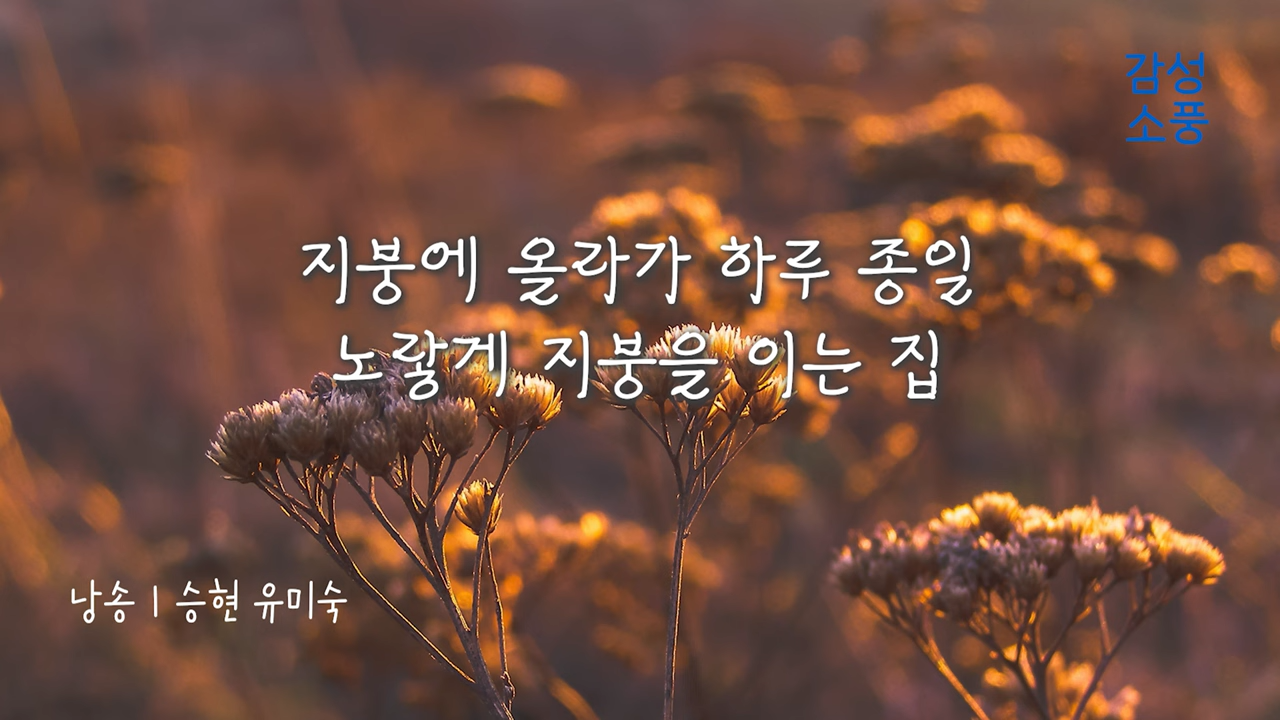 감성
소풍
지붕에 올라가 하루 종일
노랗게 지붕을 이는 집
낭송 | 승현 유미숙